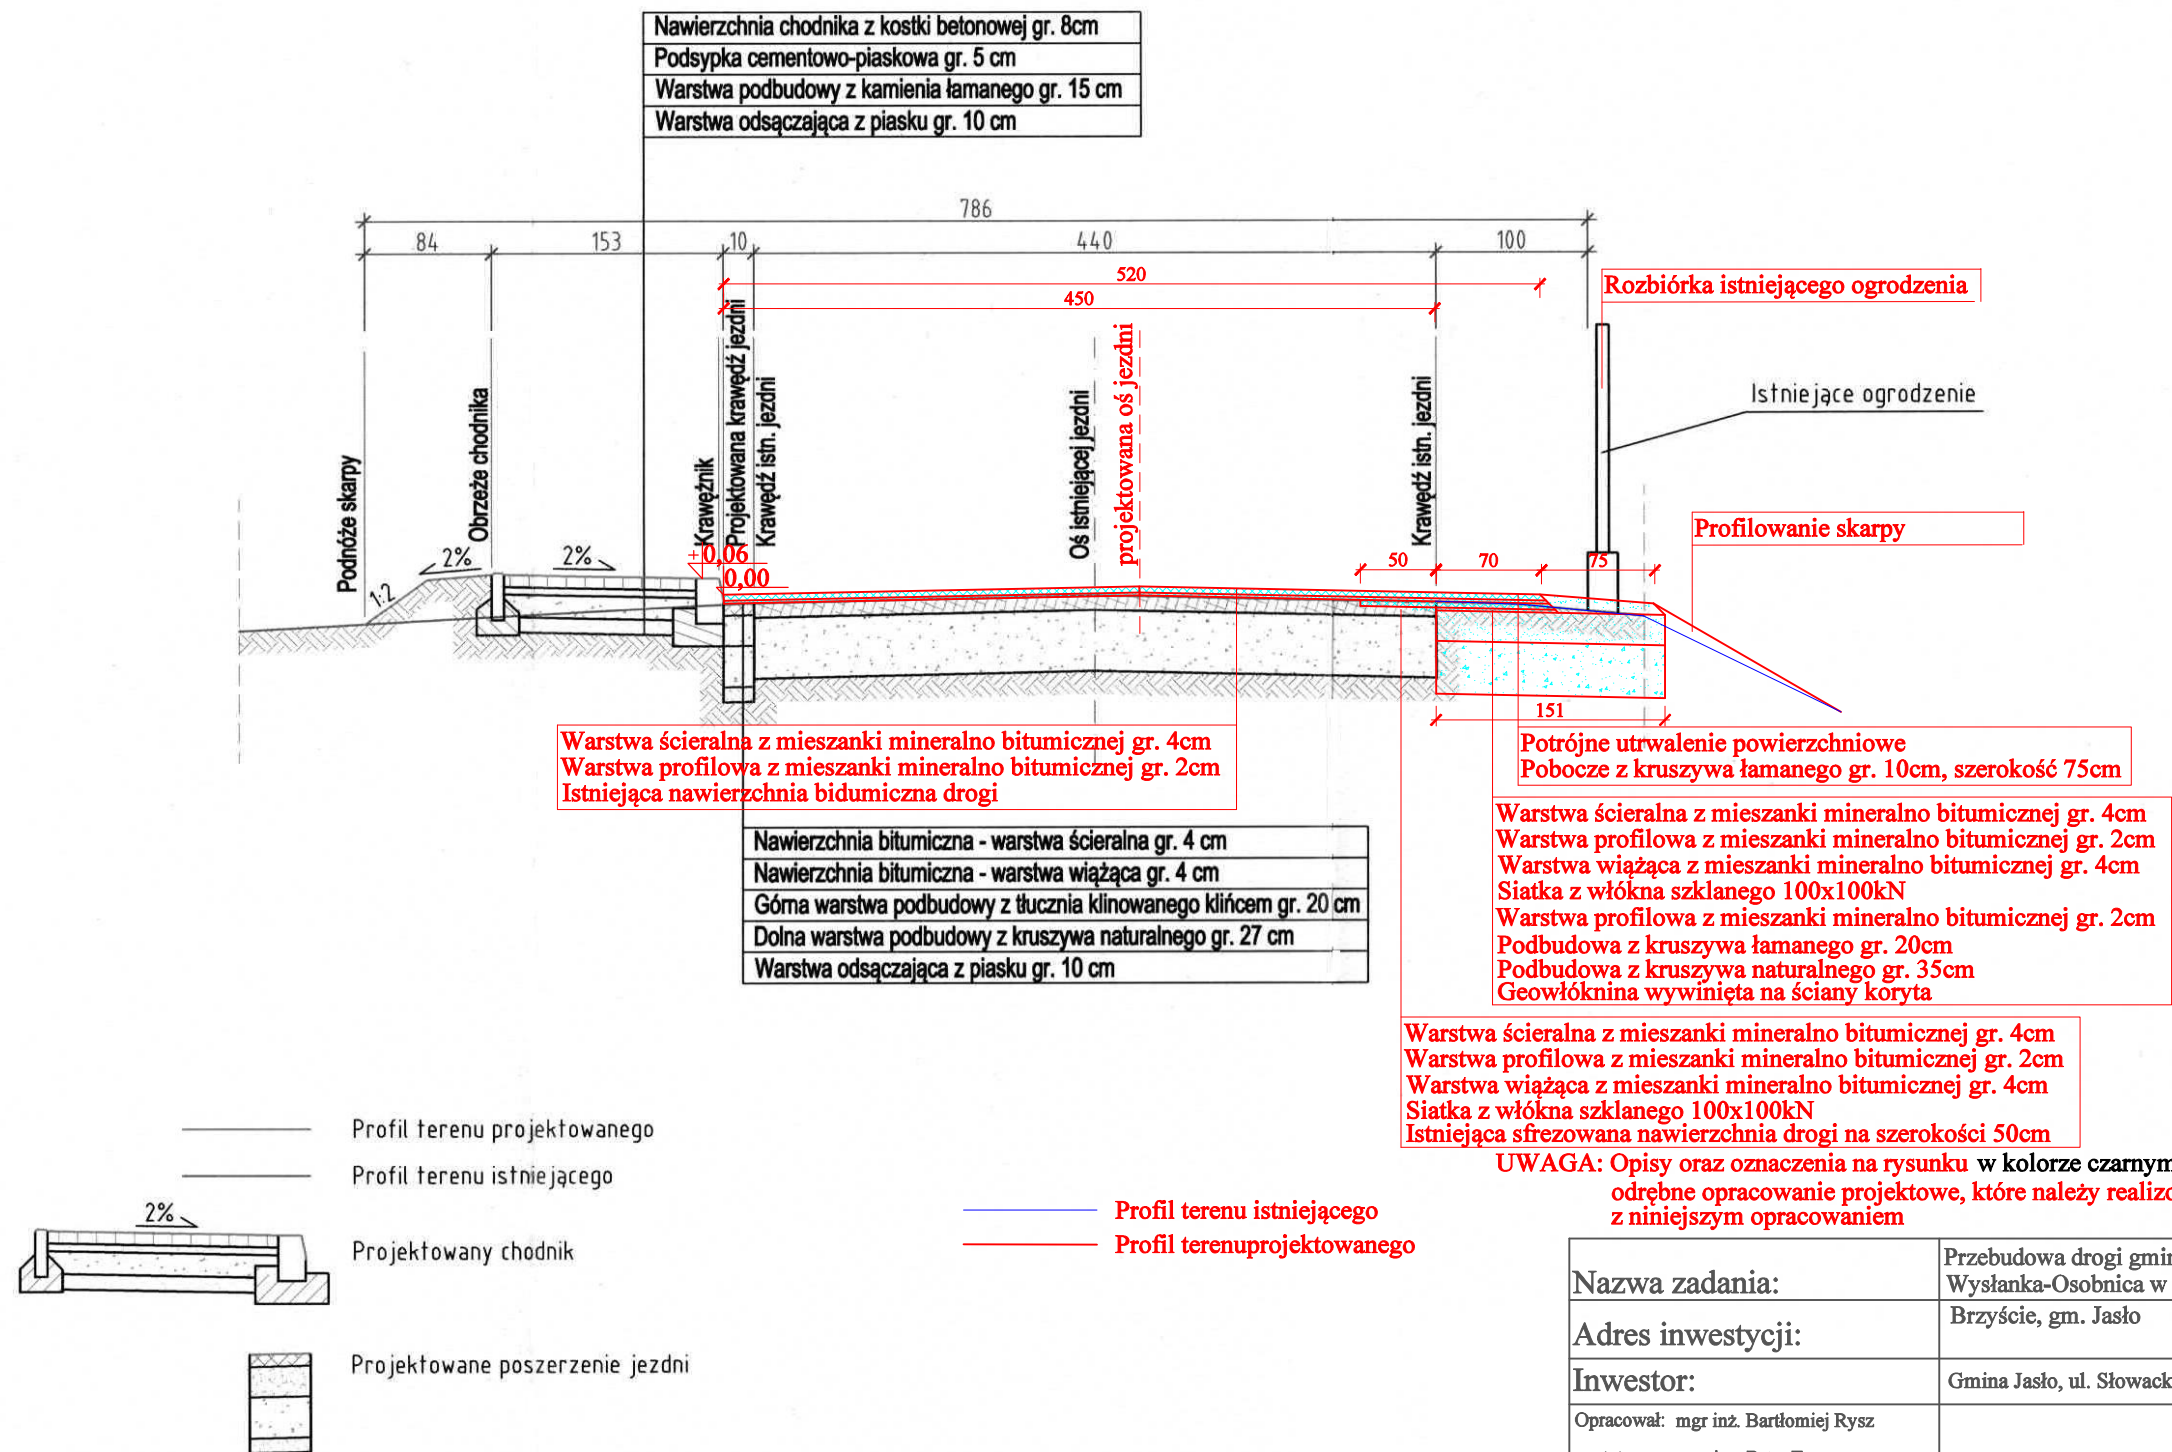 Nawierzchnia chodnika z kostki betonowej gr. 8cm
Podsypka cementowo-piaskowa gr. 5 cm
Warstwa podbudowy z kamienia łamanego gr. 15 cm
Warstwa odsączająca z piasku gr. 10 cm
786
84
153
10
440
100
520
450
Rozbiórka istniejącego ogrodzenia
Istniejące ogrodzenie
Profilowanie skarpy
Podnóże skarpy
Obrzeże chodnika
Krawężnik
Projektowana krawędź jezdni
Krawędź istn. jezdni
Oś istniejącej jezdni
projektowana oś jezdni
Krawędź istn. jezdni
1:2
2%
2%
+0,06
0,00
50
70
75
151
Warstwa ścieralna z mieszanki mineralno bitumicznej gr. 4cm
Warstwa profilowa z mieszanki mineralno bitumicznej gr. 2cm
Istniejąca nawierzchnia bidumiczna drogi
Potrójne utrwalenie powierzchniowe
Pobocze z kruszywa łamanego gr. 10cm, szerokość 75cm
Nawierzchnia bitumiczna - warstwa ścieralna gr. 4 cm
Nawierzchnia bitumiczna - warstwa wiążąca gr. 4 cm
Górna warstwa podbudowy z tłucznia klinowanego klińcem gr. 20 cm
Dolna warstwa podbudowy z kruszywa naturalnego gr. 27 cm
Warstwa odsączająca z piasku gr. 10 cm
Warstwa ścieralna z mieszanki mineralno bitumicznej gr. 4cm
Warstwa profilowa z mieszanki mineralno bitumicznej gr. 2cm
Warstwa wiążąca z mieszanki mineralno bitumicznej gr. 4cm
Siatka z włókna szklanego 100x100kN
Warstwa profilowa z mieszanki mineralno bitumicznej gr. 2cm
Podbudowa z kruszywa łamanego gr. 20cm
Podbudowa z kruszywa naturalnego gr. 35cm
Geowłóknina wywinięta na ściany koryta
Warstwa ścieralna z mieszanki mineralno bitumicznej gr. 4cm
Warstwa profilowa z mieszanki mineralno bitumicznej gr. 2cm
Warstwa wiążąca z mieszanki mineralno bitumicznej gr. 4cm
Siatka z włókna szklanego 100x100kN
Istniejąca sfrezowana nawierzchnia drogi na szerokości 50cm
UWAGA: Opisy oraz oznaczenia na rysunku w kolorze czarnym
odrębne opracowanie projektowe, które należy realizo
z niniejszym opracowaniem
Profil terenu projektowanego
Profil terenu istniejącego
2%
Projektowany chodnik
Projektowane poszerzenie jezdni
Profil terenu istniejącego
Profil terenuprojektowanego
Nazwa zadania:
Przebudowa drogi gmin
Wysłanka-Osobnica w
Adres inwestycji:
Brzyście, gm. Jasło
Inwestor:
Gmina Jasło, ul. Słowack
Opracował: mgr inż. Bartłomiej Rysz